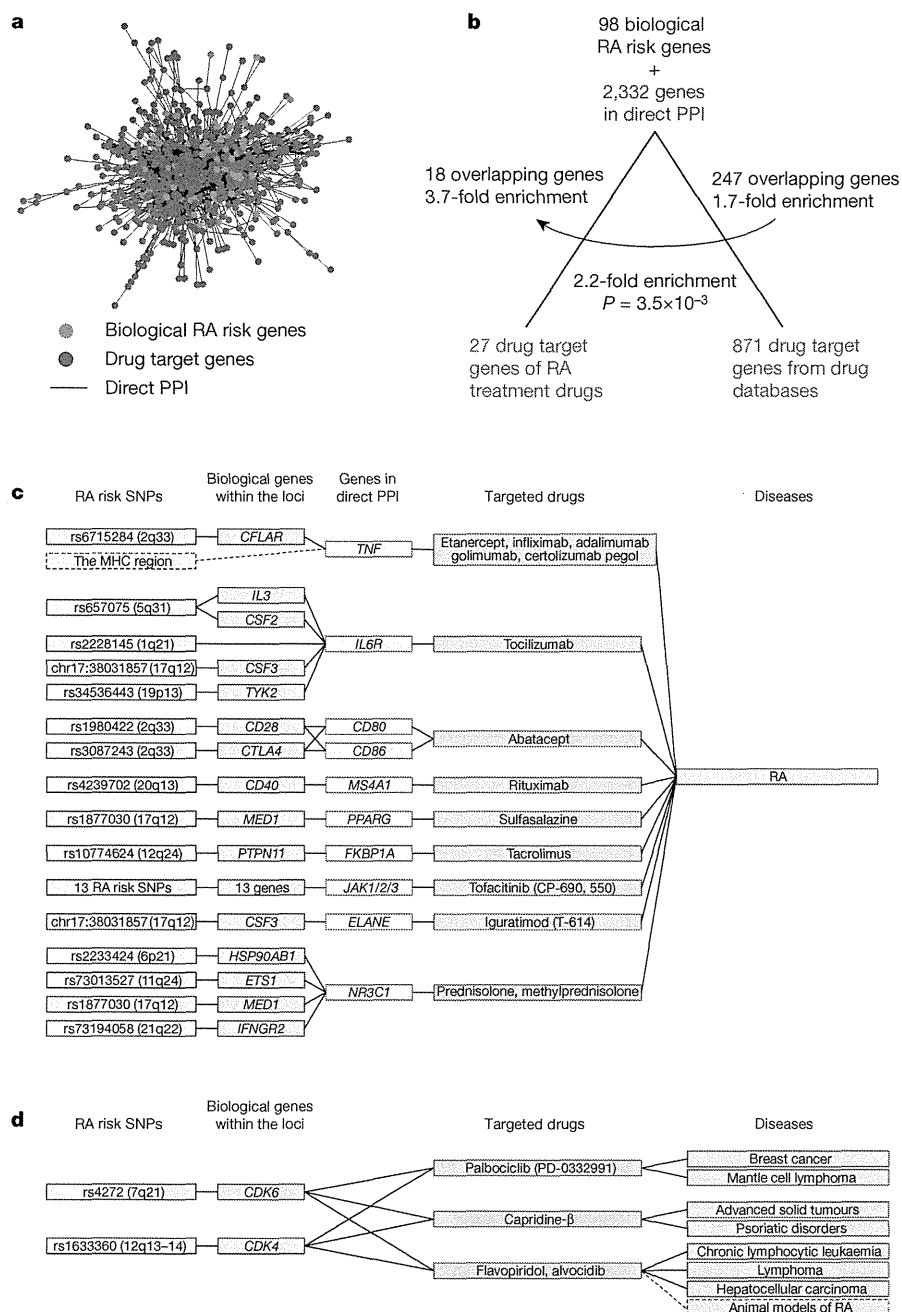 a
Biological RA risk genes
Drug target genes
Direct PPI
b
98 biological
RA risk genes
+
2,332 genes
in direct PPI
18 overlapping genes
3.7-fold enrichment
247 overlapping genes
1.7-fold enrichment
2.2-fold enrichment
P = 3.5×10⁻³
27 drug target
genes of RA
treatment drugs
871 drug target
genes from drug
databases
c
RA risk SNPs
Biological genes
within the loci
Genes in
direct PPI
Targeted drugs
Diseases
rs6715284 (2q33)
CFLAR
The MHC region
TNF
Etanercept, infliximab, adalimumab
golimumab, certolizumab pegol
rs657075 (5q31)
IL3
CSF2
rs2228145 (1q21)
IL6R
Tocilizumab
chr17:38031857(17q12)
CSF3
rs34536443 (19p13)
TYK2
rs1980422 (2q33)
CD28
CD80
rs3087243 (2q33)
CTLA4
CD86
Abatacept
RA
rs4239702 (20q13)
CD40
MS4A1
Rituximab
rs1877030 (17q12)
MED1
PPARG
Sulfasalazine
rs10774624 (12q24)
PTPN11
FKBP1A
Tacrolimus
13 RA risk SNPs
13 genes
JAK1/2/3
Tofacitinib (CP-690, 550)
chr17:38031857(17q12)
CSF3
ELANE
Iguratimod (T-614)
rs2233424 (6p21)
HSP90AB1
rs73013527 (11q24)
ETS1
NR3C1
Prednisolone, methylprednisolone
rs1877030 (17q12)
MED1
rs73194058 (21q22)
IFNGR2
d
RA risk SNPs
Biological genes
within the loci
Targeted drugs
Diseases
rs4272 (7q21)
CDK6
rs1633360 (12q13–14)
CDK4
Palbociclib (PD-0332991)
Breast cancer
Mantle cell lymphoma
Capridine-β
Advanced solid tumours
Psoriatic disorders
Flavopiridol, alvocidib
Chronic lymphocytic leukaemia
Lymphoma
Hepatocellular carcinoma
Animal models of RA